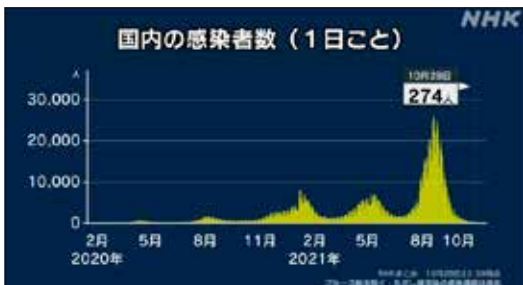 NHK
国内の感染者数（１日ごと）
人
10月28日
274人
30,000
20,000
10,000
0
2月 5月 8月 11月 2月 5月 8月 10月
2020年 2021年